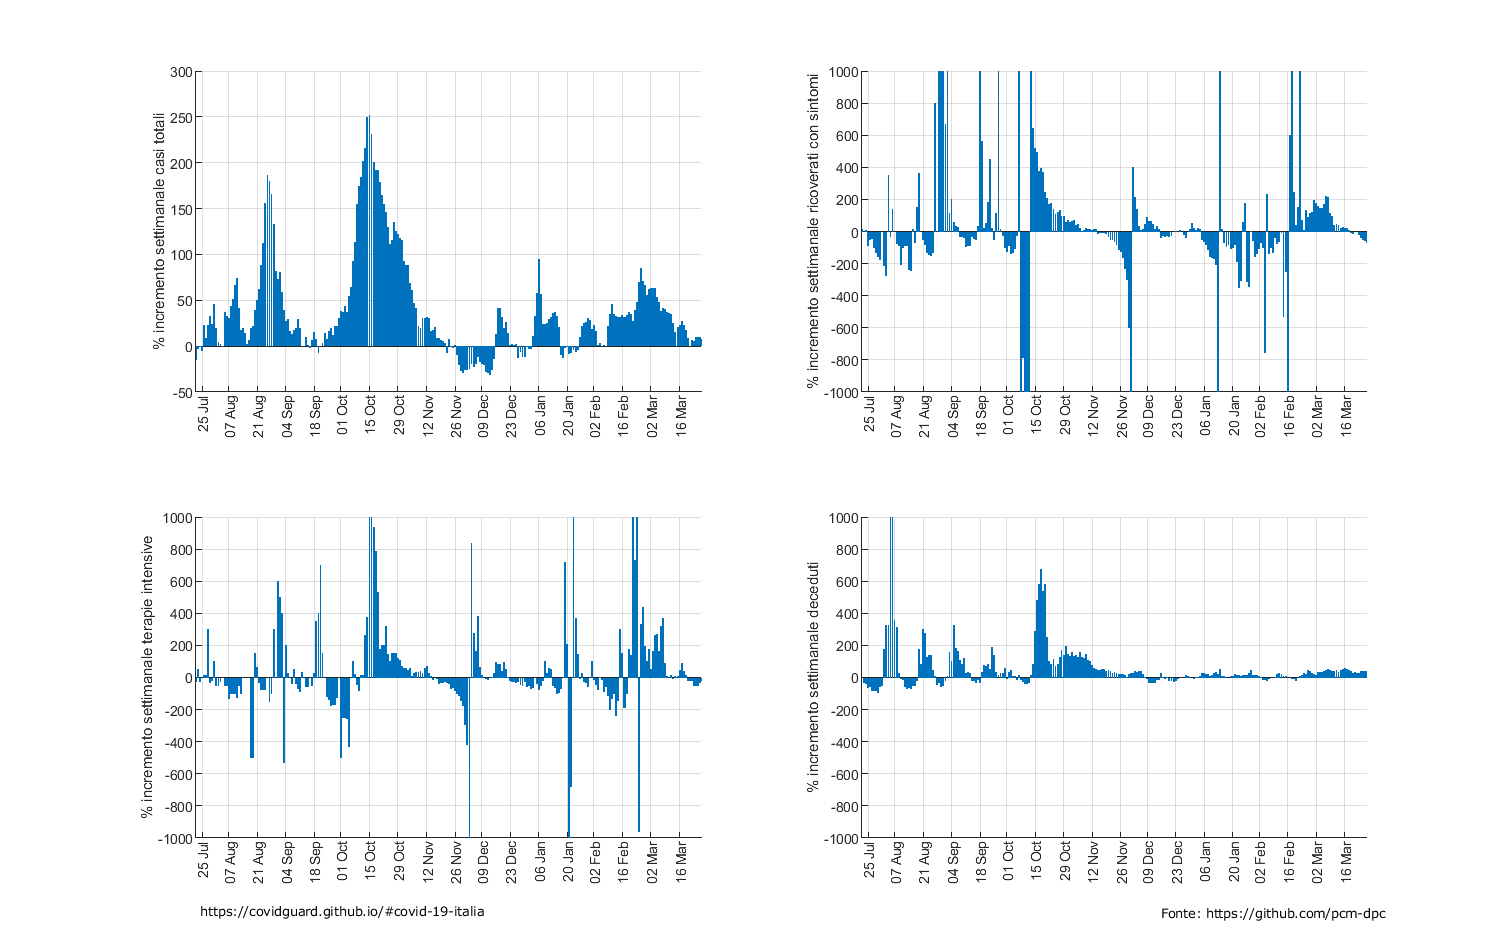 % incremento settimanale casi totali
300
250
200
150
100
50
0
-50
25 Jul
07 Aug
21 Aug
04 Sep
18 Sep
01 Oct
15 Oct
29 Oct
12 Nov
26 Nov
09 Dec
23 Dec
06 Jan
20 Jan
02 Feb
16 Feb
02 Mar
16 Mar
% incremento settimanale ricoverati con sintomi
1000
800
600
400
200
0
-200
-400
-600
-800
-1000
25 Jul
07 Aug
21 Aug
04 Sep
18 Sep
01 Oct
15 Oct
29 Oct
12 Nov
26 Nov
09 Dec
23 Dec
06 Jan
20 Jan
02 Feb
16 Feb
02 Mar
16 Mar
% incremento settimanale terapie intensive
1000
800
600
400
200
0
-200
-400
-600
-800
-1000
25 Jul
07 Aug
21 Aug
04 Sep
18 Sep
01 Oct
15 Oct
29 Oct
12 Nov
26 Nov
09 Dec
23 Dec
06 Jan
20 Jan
02 Feb
16 Feb
02 Mar
16 Mar
% incremento settimanale deceduti
1000
800
600
400
200
0
-200
-400
-600
-800
-1000
25 Jul
07 Aug
21 Aug
04 Sep
18 Sep
01 Oct
15 Oct
29 Oct
12 Nov
26 Nov
09 Dec
23 Dec
06 Jan
20 Jan
02 Feb
16 Feb
02 Mar
16 Mar
https://covidguard.github.io/#covid-19-italia
Fonte: https://github.com/pcm-dpc